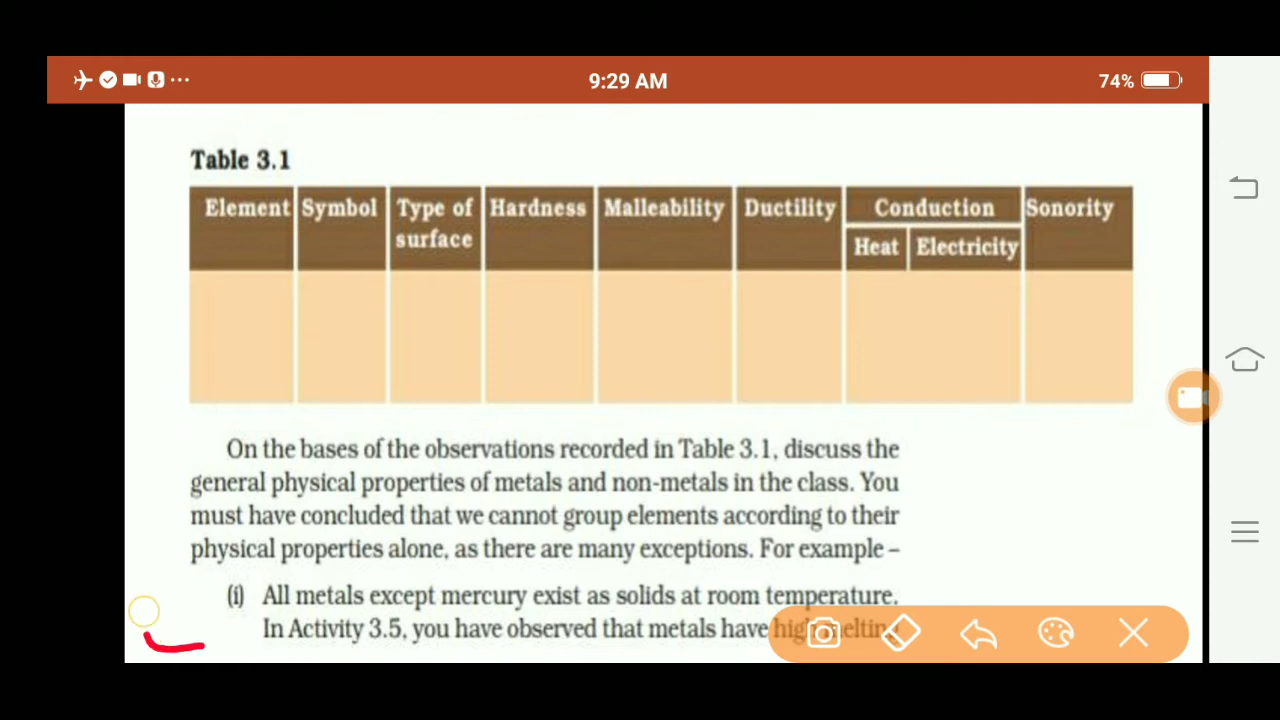 9:29 AM
74%
Table 3.1
Element Symbol Type of surface Hardness Malleability Ductility Conduction Sonority
Heat Electricity
On the bases of the observations recorded in Table 3.1, discuss the
general physical properties of metals and non-metals in the class. You
must have concluded that we cannot group elements according to their
physical properties alone, as there are many exceptions. For example –
(i) All metals except mercury exist as solids at room temperature.
In Activity 3.5, you have observed that metals have